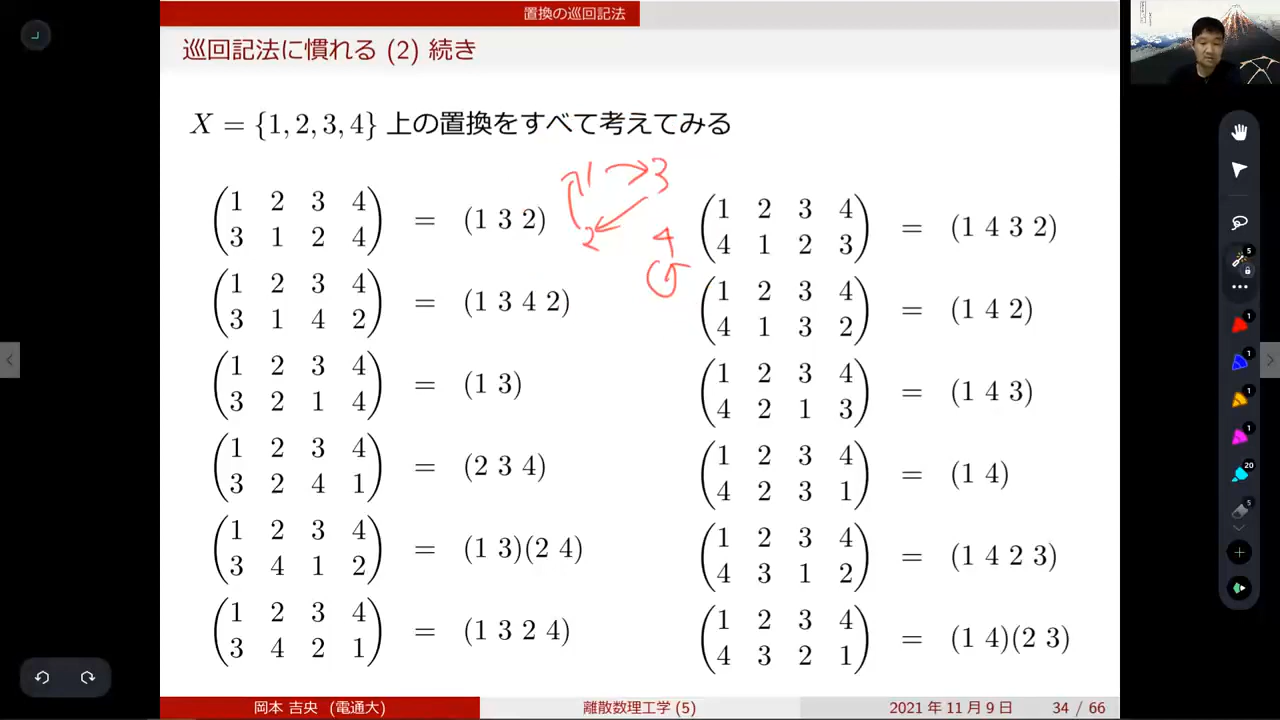 置換の巡回記法
巡回記法に慣れる (2) 続き
X = {1, 2, 3, 4} 上の置換をすべて考えてみる
1 2 3 4
3 1 2 4
= (1 3 2)
1 2 3 4
3 1 4 2
= (1 3 4 2)
1 2 3 4
3 2 1 4
= (1 3)
1 2 3 4
3 2 4 1
= (2 3 4)
1 2 3 4
3 4 1 2
= (1 3)(2 4)
1 2 3 4
3 4 2 1
= (1 3 2 4)
1 3
2 4
1 2 3 4
4 1 2 3
= (1 4 3 2)
1 2 3 4
4 1 3 2
= (1 4 2)
1 2 3 4
4 2 1 3
= (1 4 3)
1 2 3 4
4 2 3 1
= (1 4)
1 2 3 4
4 3 1 2
= (1 4 2 3)
1 2 3 4
4 3 2 1
= (1 4)(2 3)
5
1
1
1
1
20
5
岡本 吉央 (電通大)
離散数理工学 (5)
2021 年 11 月 9 日
34 / 66